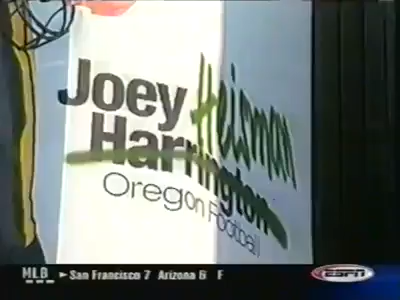 Joey Heisman
Harrington
Oregon Football
MLB ► San Francisco 7 Arizona 6 F
ESPN